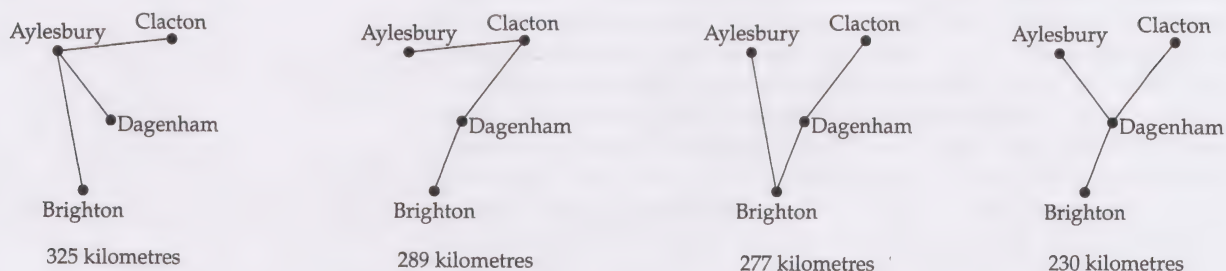 Aylesbury
Clacton
Dagenham
Brighton
325 kilometres
Aylesbury
Clacton
Dagenham
Brighton
289 kilometres
Aylesbury
Clacton
Dagenham
Brighton
277 kilometres
Aylesbury
Clacton
Dagenham
Brighton
230 kilometres